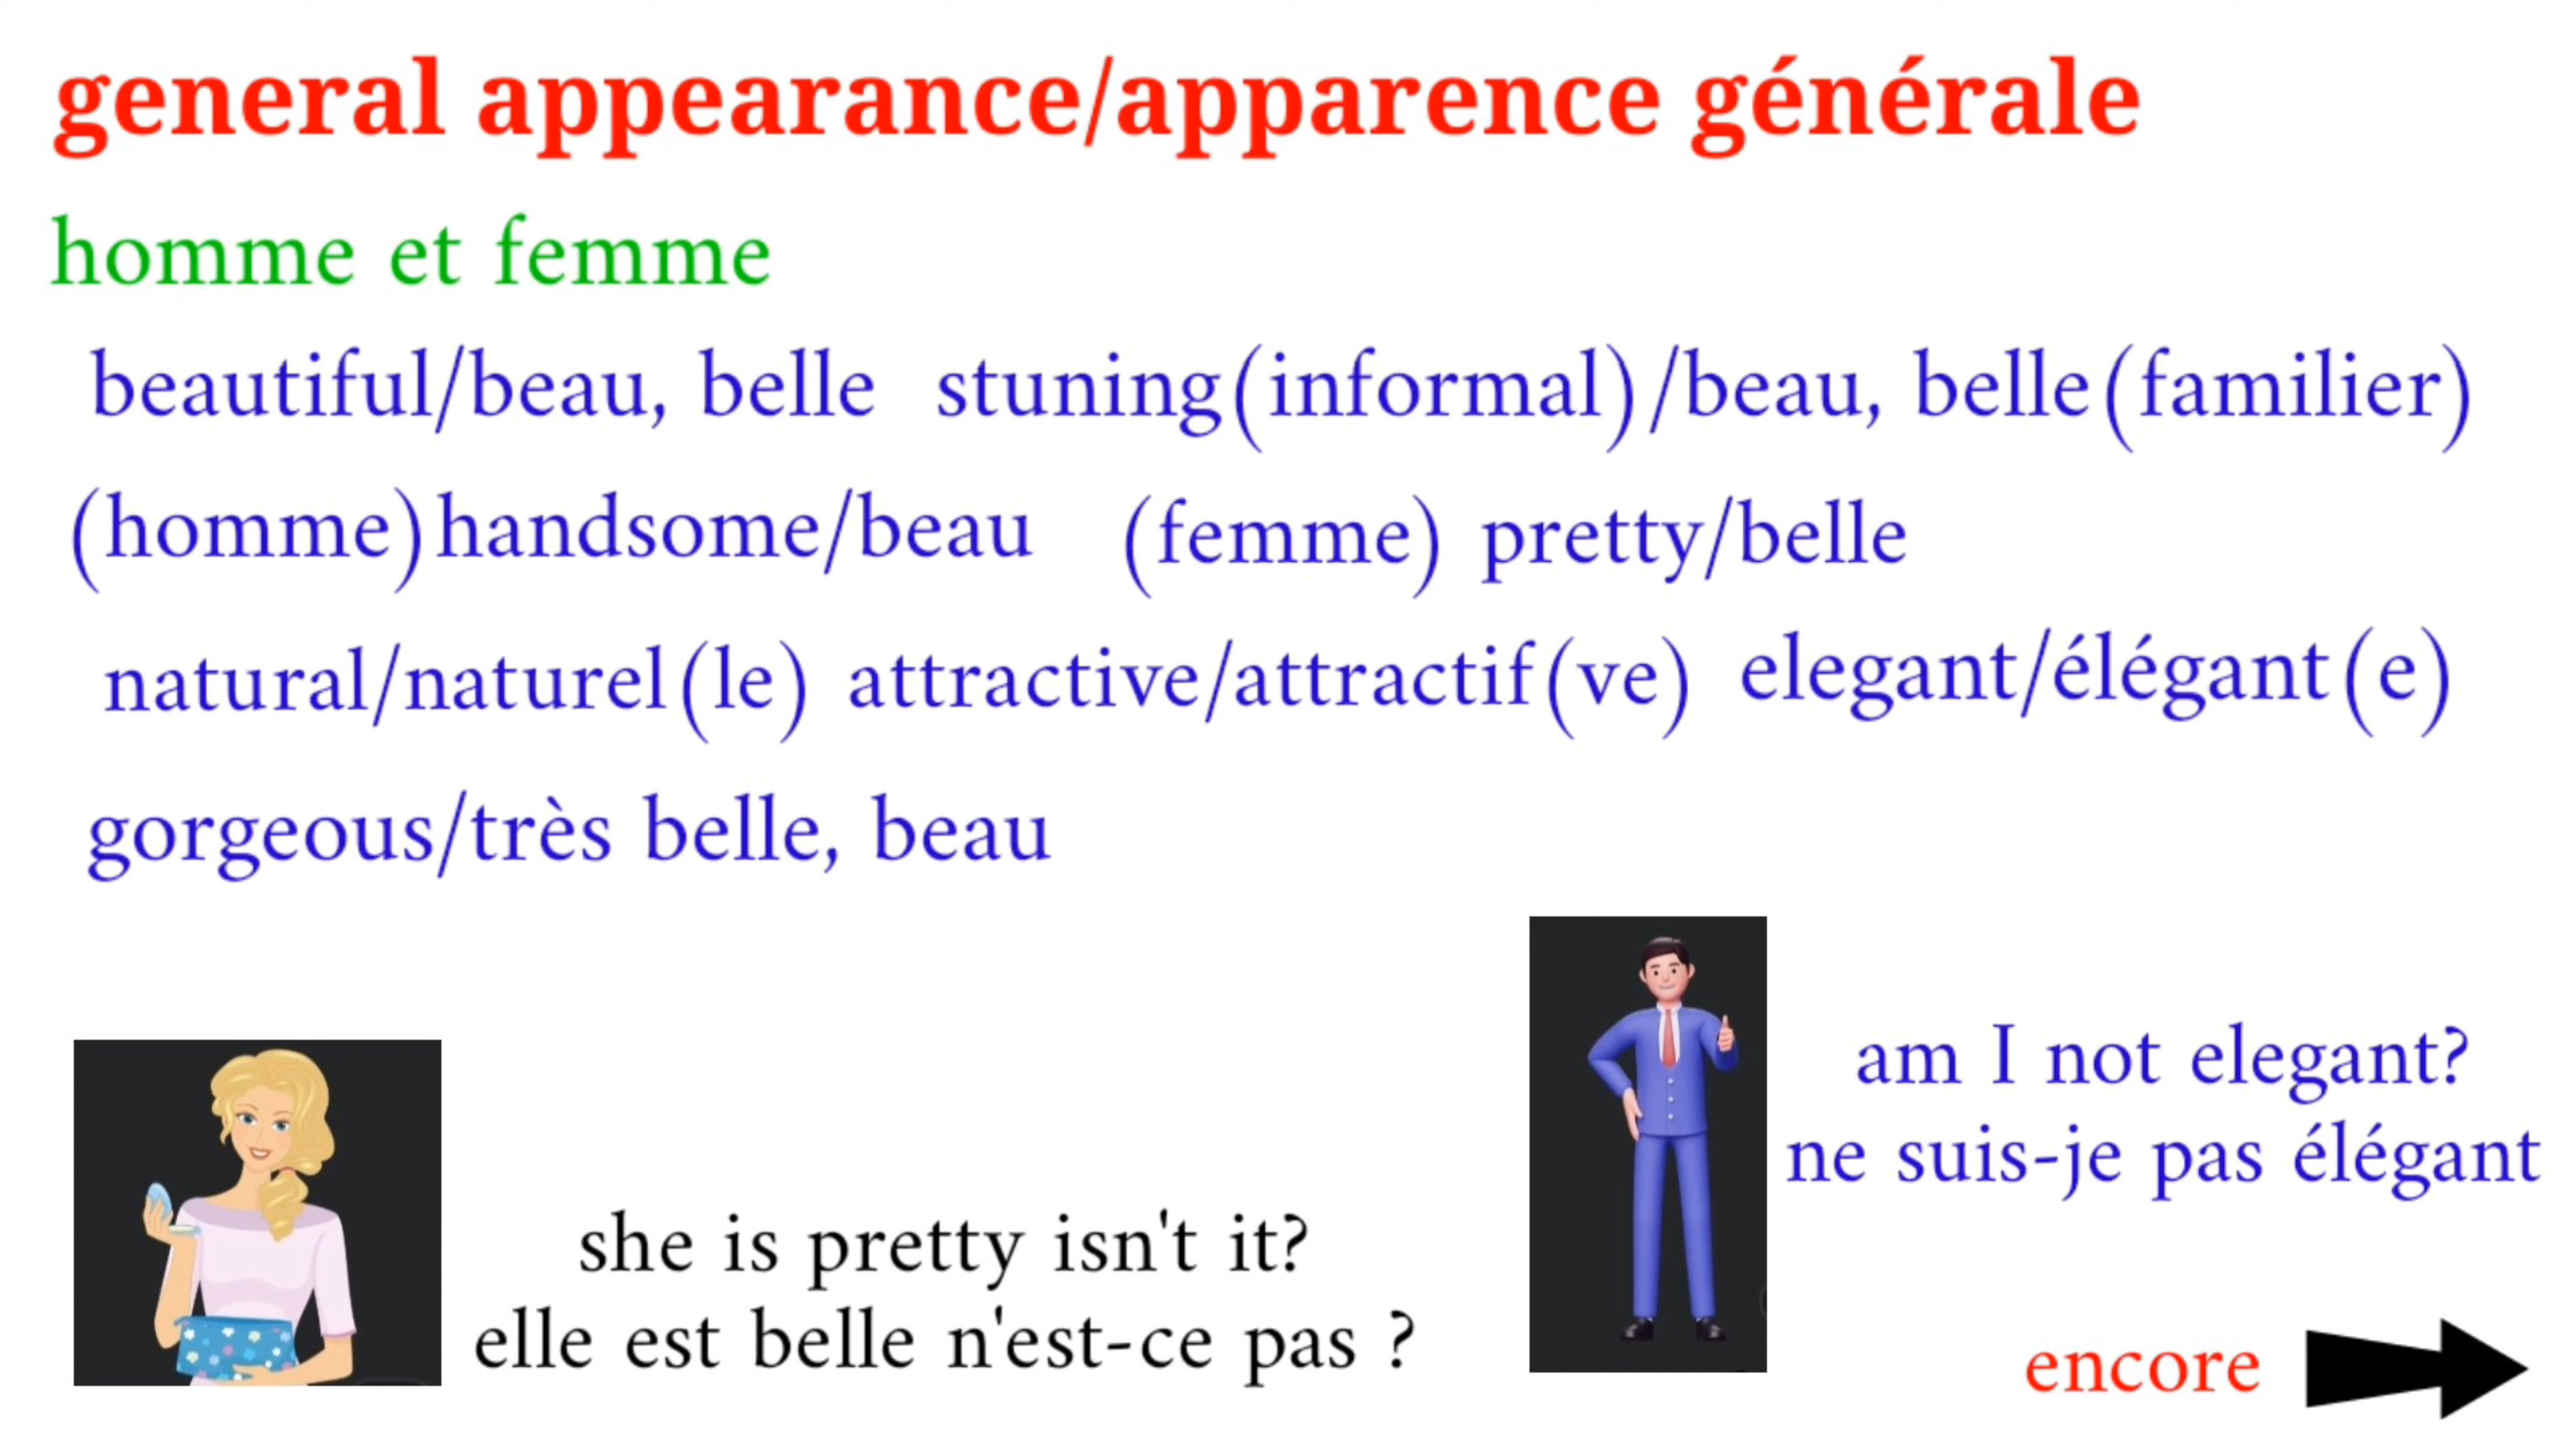 general appearance/apparence générale
homme et femme
beautiful/beau, belle stuning(informal)/beau, belle(familier)
(homme)handsome/beau (femme) pretty/belle
natural/naturel(le) attractive/attractif(ve) elegant/élégant(e)
gorgeous/très belle, beau
am I not elegant?
ne suis-je pas élégant
she is pretty isn't it?
elle est belle n'est-ce pas ?
encore